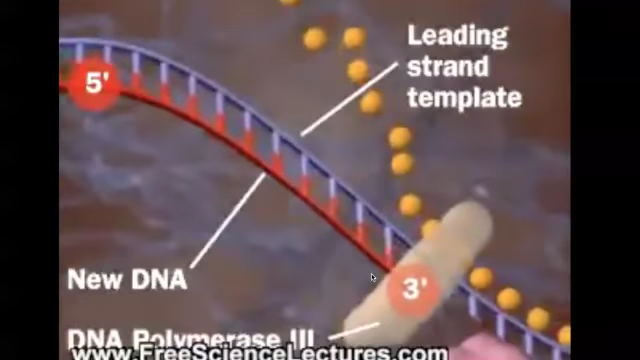 Leading
strand
template
5'
New DNA
3'
DNA Polymerase III
www.FreeScienceLectures.com